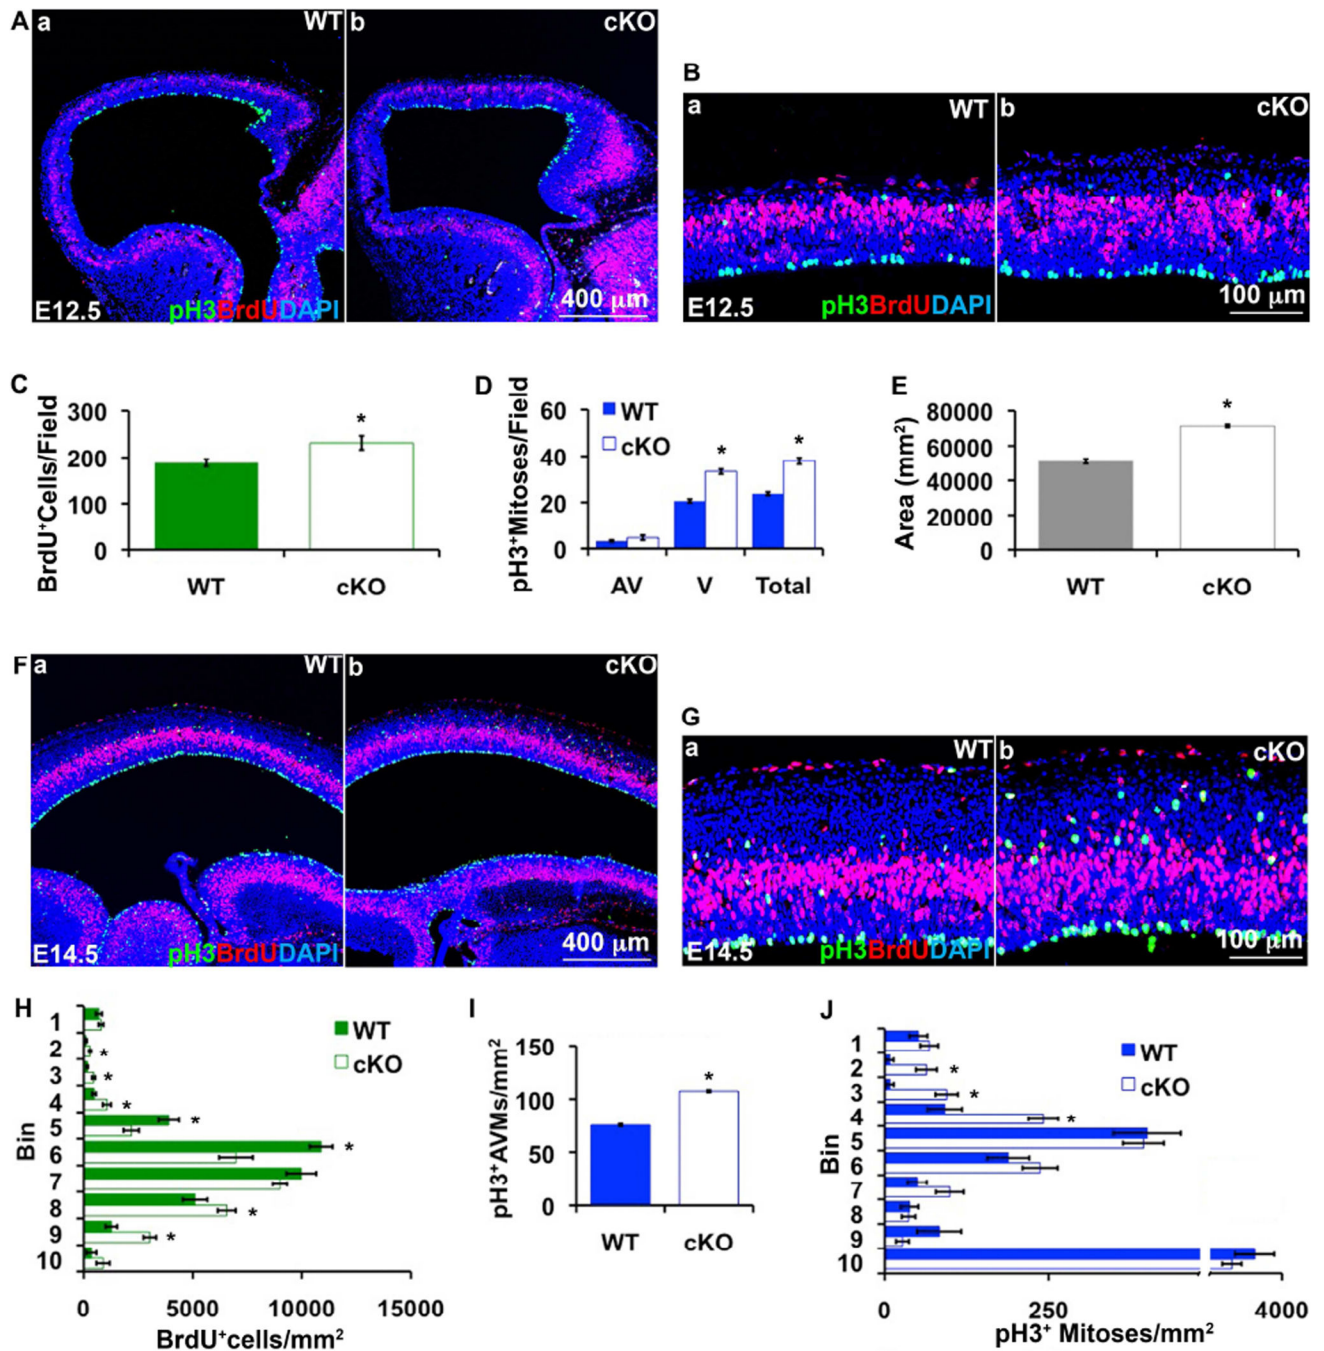 A a WT b cKO
E12.5 pH3BrdUDAPI 400 µm
B
a WT b cKO
E12.5 pH3BrdUDAPI 100 µm
C
BrdU⁺Cells/Field
300
200
100
0
*
WT cKO
D
pH3⁺Mitoses/Field
60
40
20
0
WT
cKO
* *
AV V Total
E
Area (mm²)
80000
60000
40000
20000
0
*
WT cKO
F a WT b cKO
E14.5 pH3BrdUDAPI 400 µm
G
a WT b cKO
E14.5 pH3BrdUDAPI 100 µm
H
Bin
1
2 *
3 *
4 *
5 *
6 *
7
8 *
9 *
10
WT
cKO
0 5000 10000 15000
BrdU⁺cells/mm²
I
pH3⁺AVMs/mm²
150
100
50
0
*
WT cKO
J
Bin
1
2 *
3 *
4 *
5
6
7
8
9
10
WT
cKO
0 250 4000
pH3⁺ Mitoses/mm²